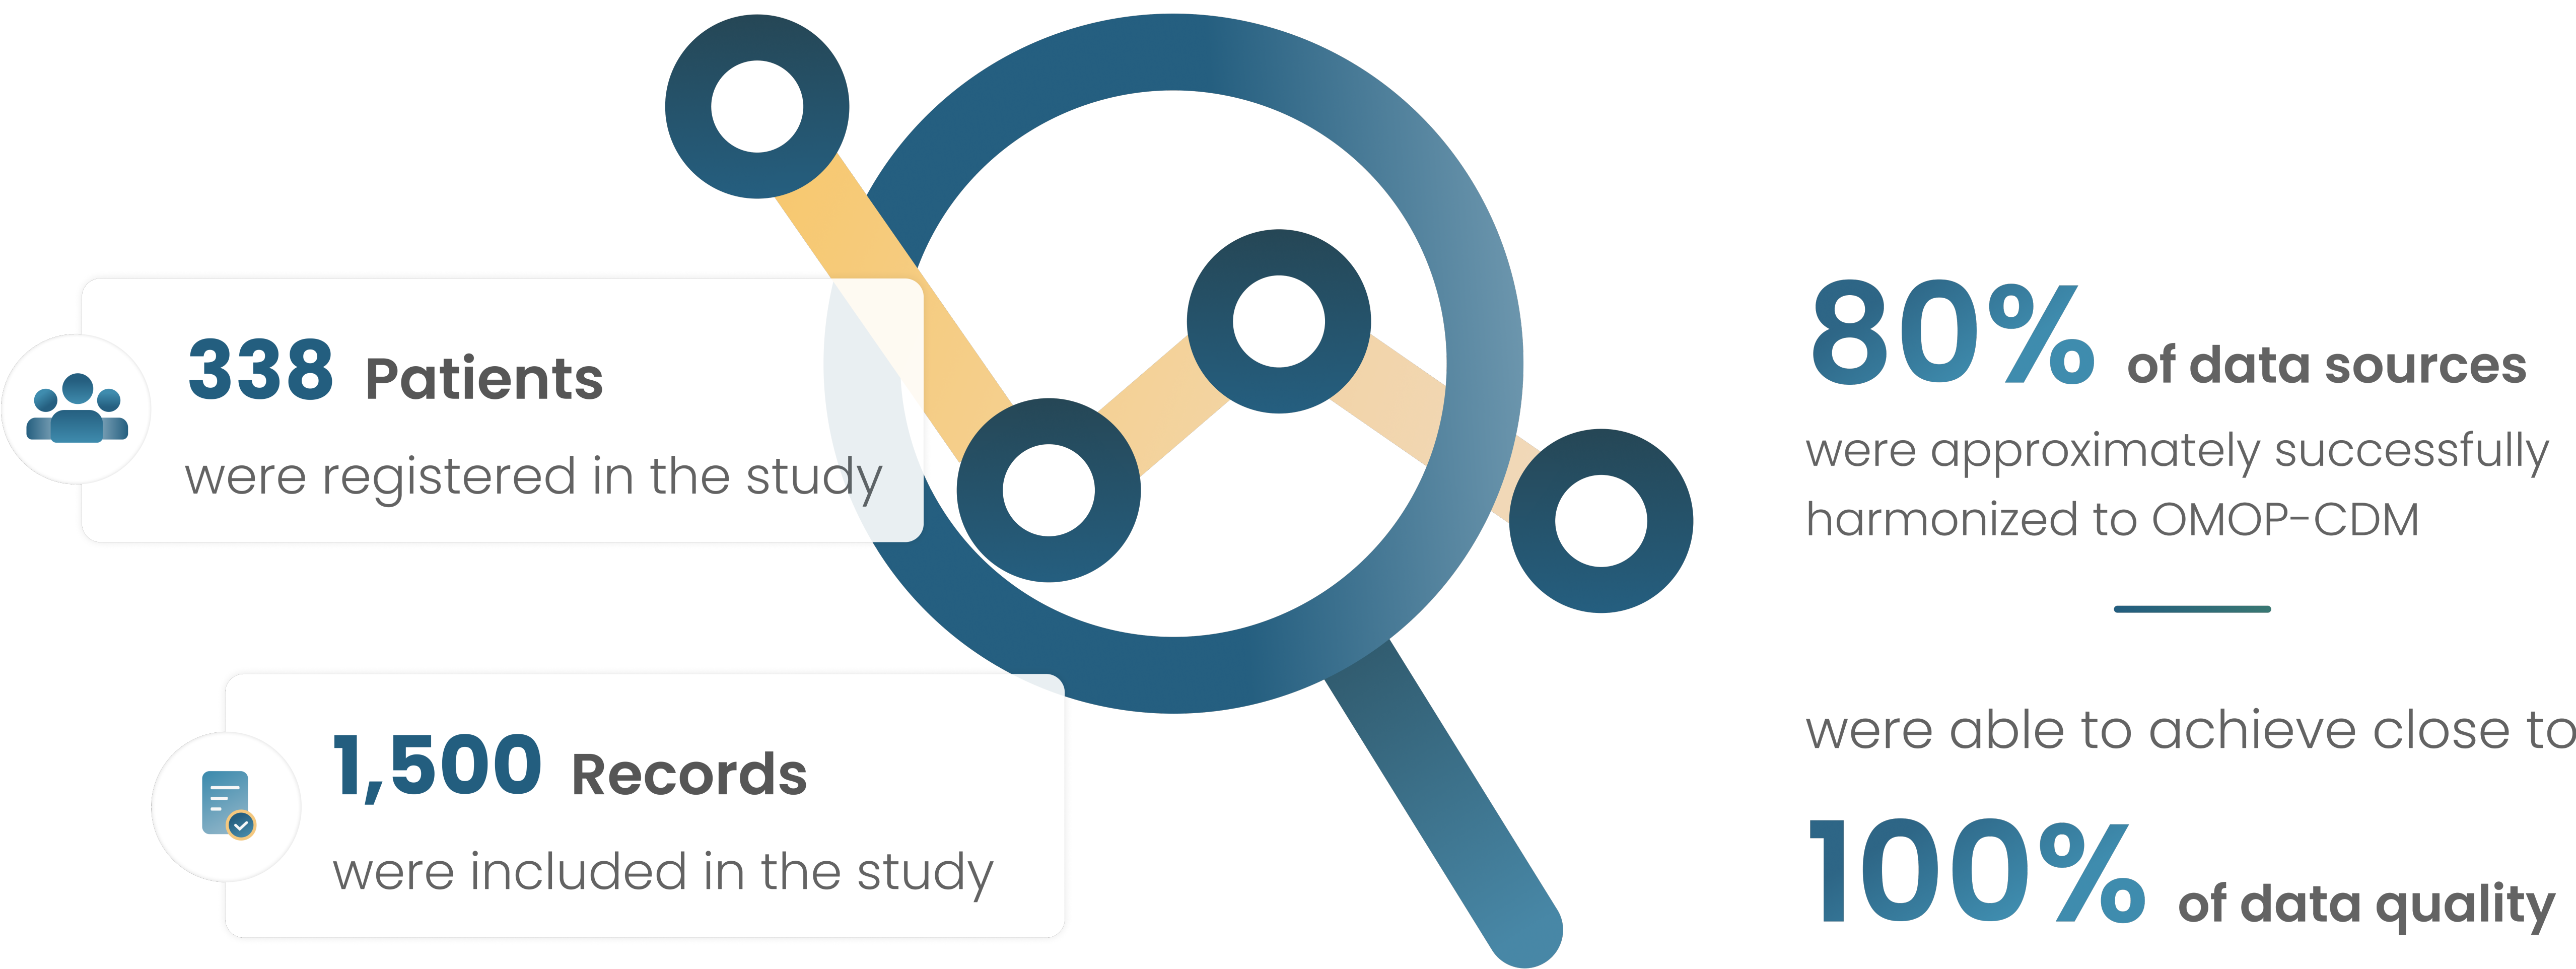 338 Patients
were registered in the study
1,500 Records
were included in the study
80% of data sources
were approximately successfully
harmonized to OMOP-CDM
were able to achieve close to
100% of data quality